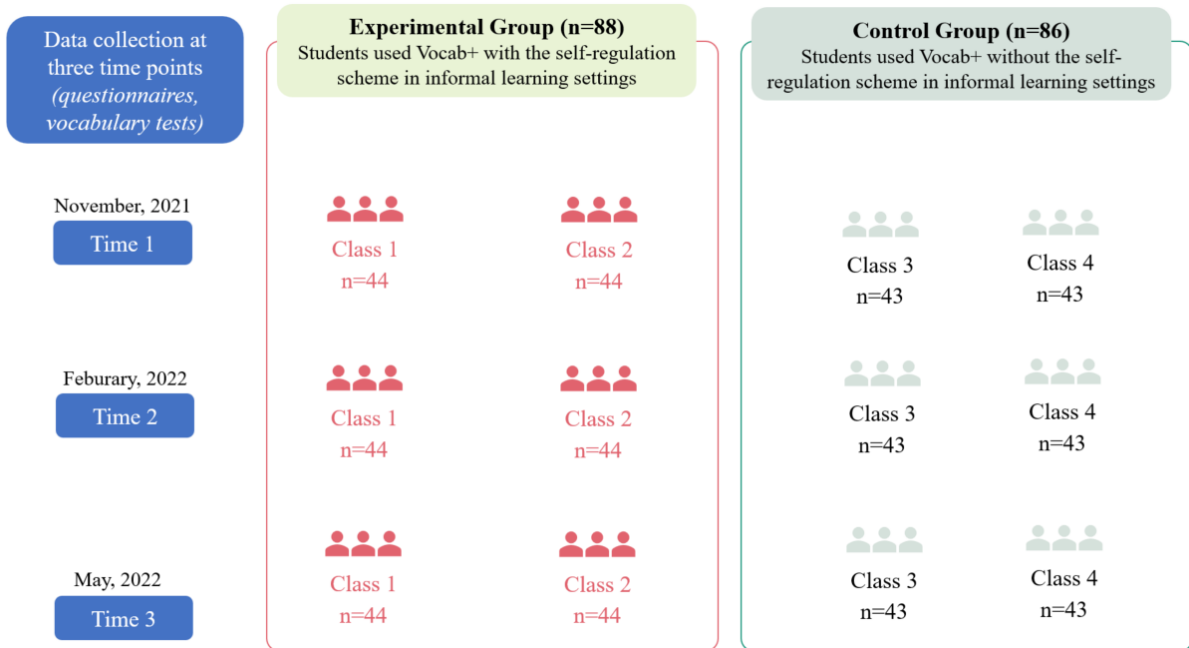 Data collection at
three time points
(questionnaires,
vocabulary tests)
Experimental Group (n=88)
Students used Vocab+ with the self-regulation
scheme in informal learning settings
Control Group (n=86)
Students used Vocab+ without the self-
regulation scheme in informal learning settings
November, 2021
Time 1
Class 1
n=44
Class 2
n=44
Class 3
n=43
Class 4
n=43
Feburary, 2022
Time 2
Class 1
n=44
Class 2
n=44
Class 3
n=43
Class 4
n=43
May, 2022
Time 3
Class 1
n=44
Class 2
n=44
Class 3
n=43
Class 4
n=43